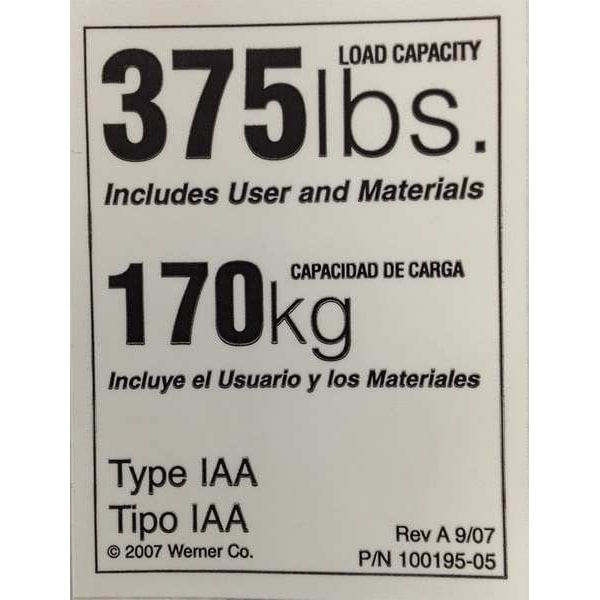 LOAD CAPACITY
375lbs.
Includes User and Materials
CAPACIDAD DE CARGA
170kg
Incluye el Usuario y los Materiales
Type IAA
Tipo IAA
© 2007 Werner Co.
Rev A 9/07
P/N 100195-05